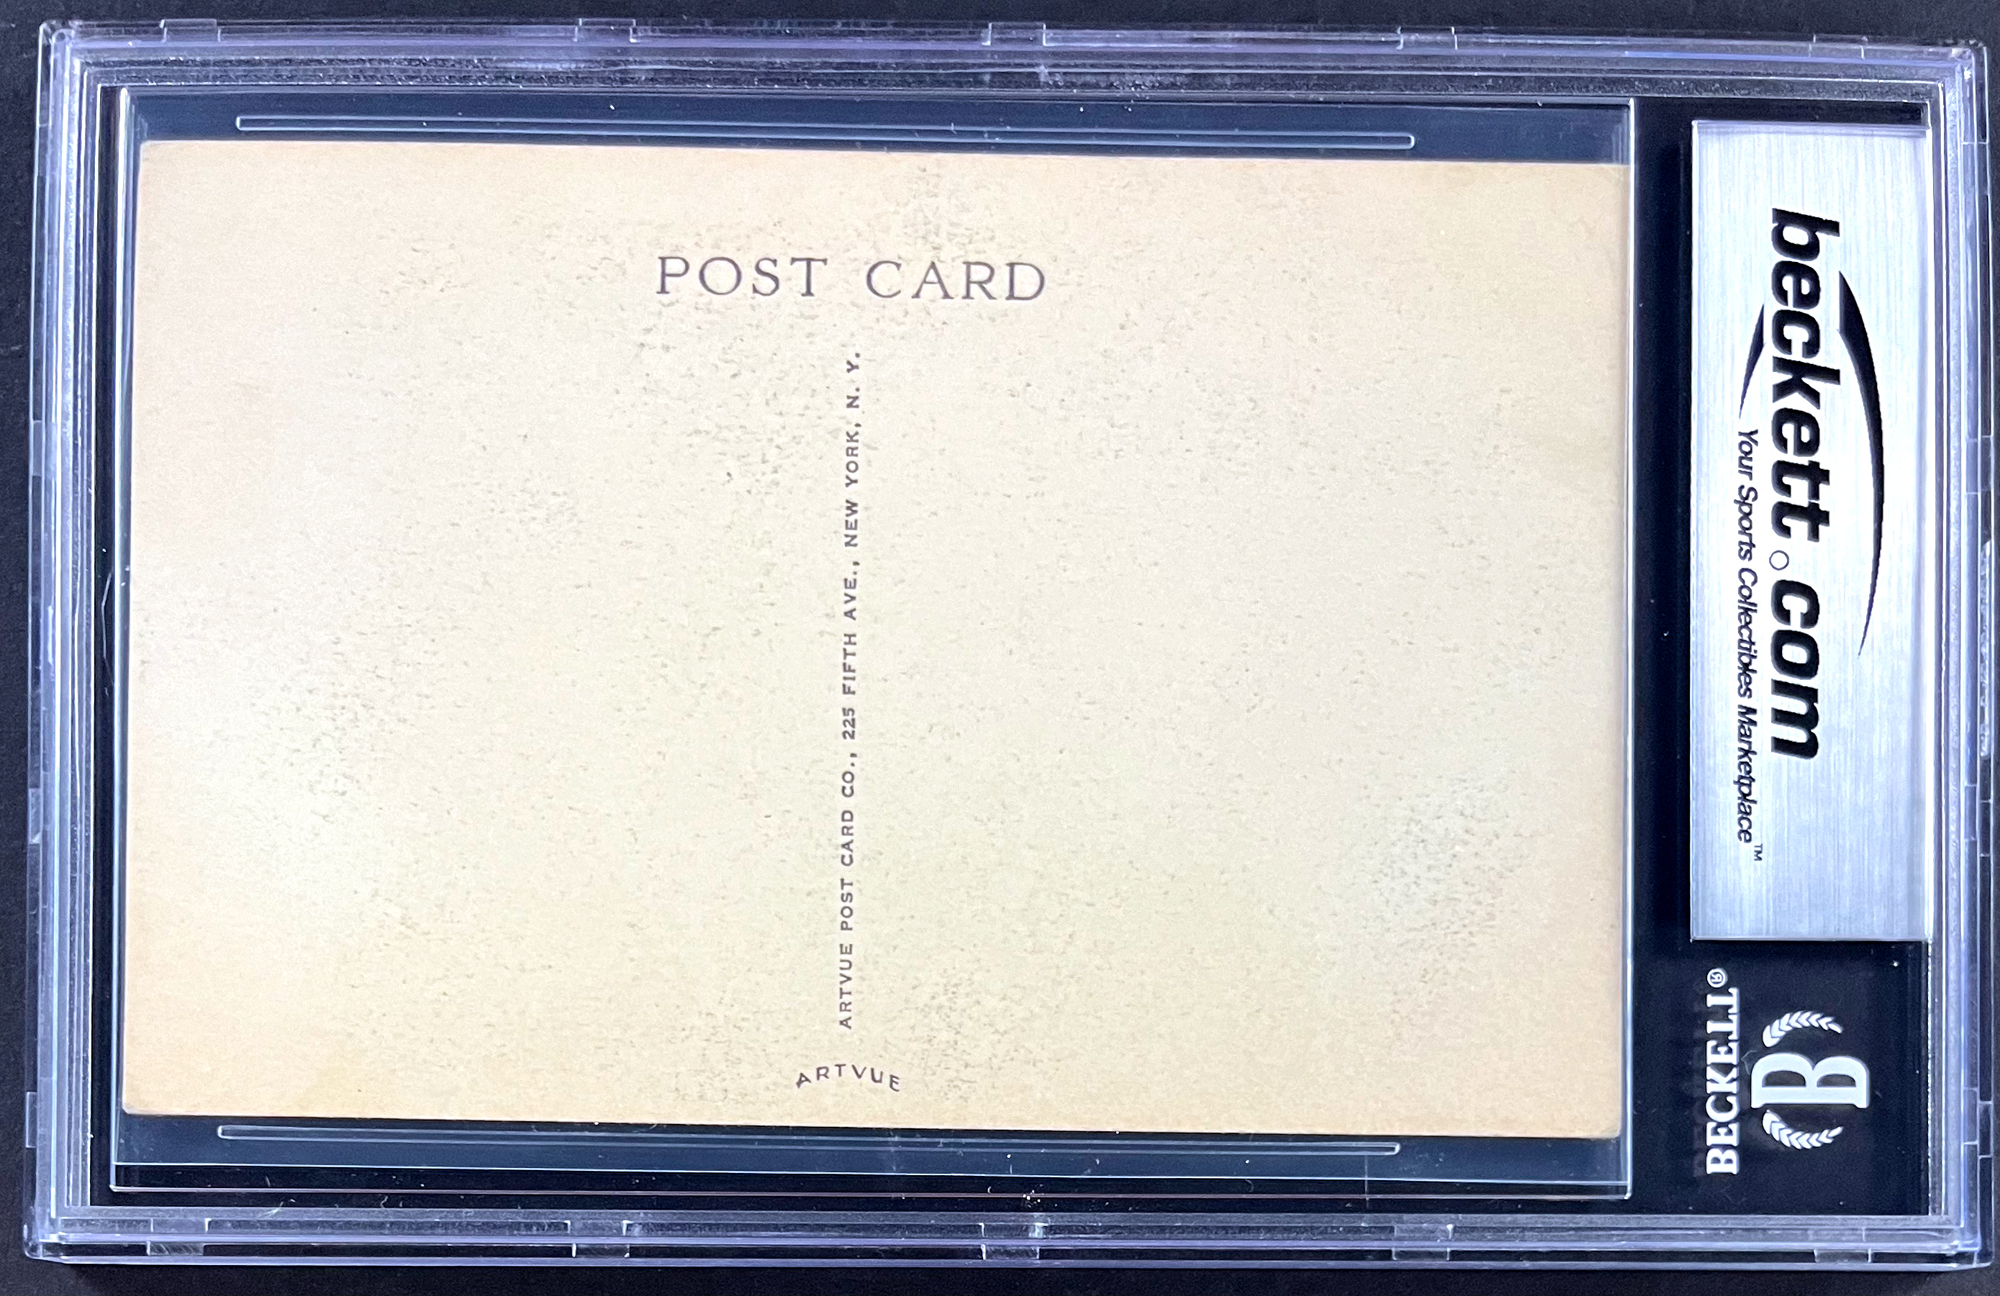 POST CARD
ARTVUE POST CARD CO., 225 FIFTH AVE., NEW YORK, N. Y.
ARTVUE
beckett.com
Your Sports Collectibles Marketplace™
B
BECKETT®